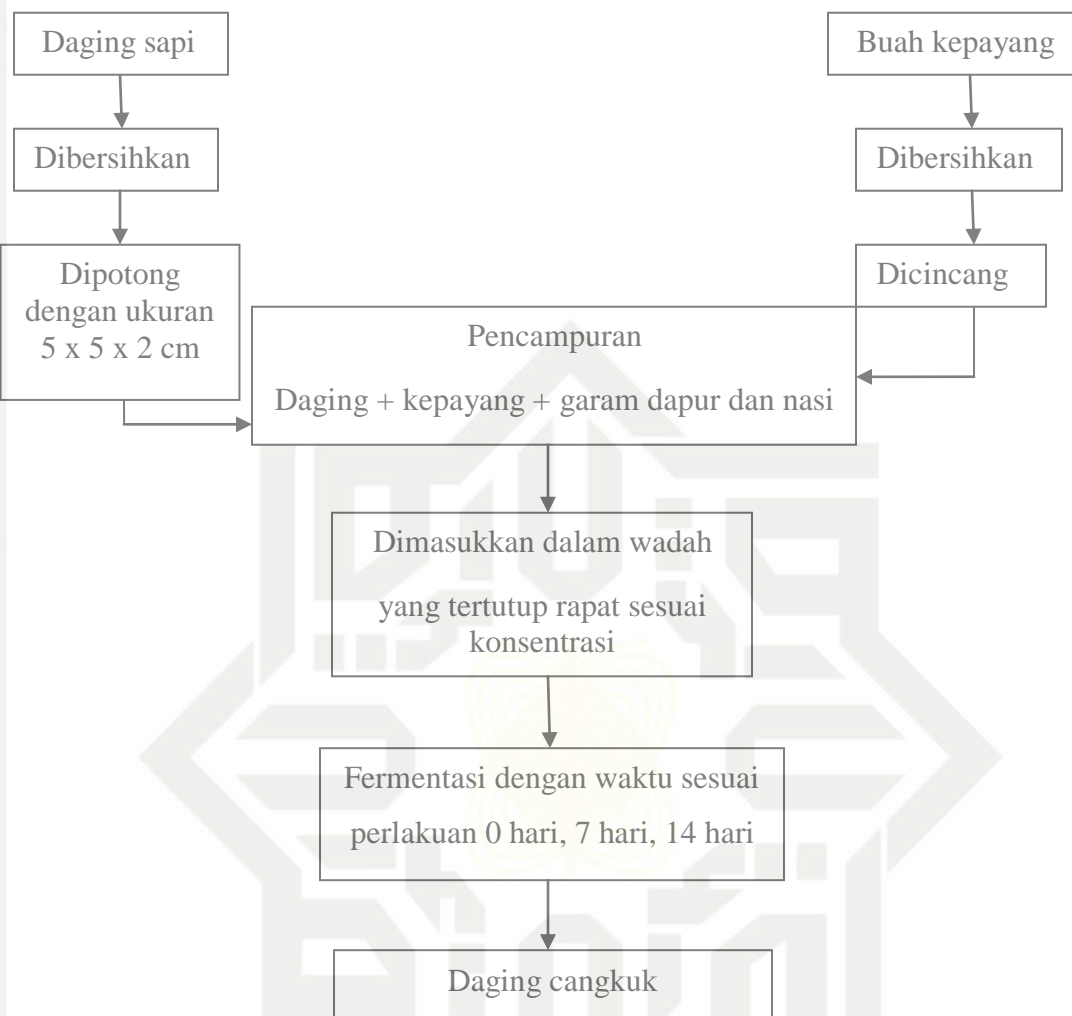 Daging sapi
Buah kepayang
Dibersihkan
Dibersihkan
Dipotong
dengan ukuran
5 x 5 x 2 cm
Dicincang
Pencampuran
Daging + kepayang + garam dapur dan nasi
Dimasukkan dalam wadah
yang tertutup rapat sesuai
konsentrasi
Fermentasi dengan waktu sesuai
perlakuan 0 hari, 7 hari, 14 hari
Daging cangkuk